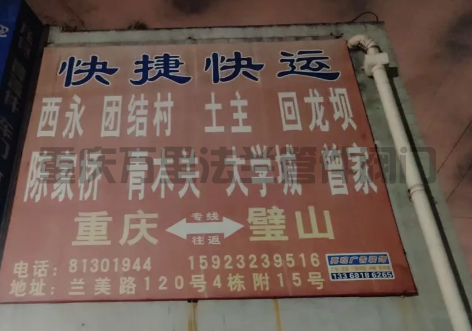 快捷快运
西永 团结村 土主 回龙坝
陈家桥 青木关 大学城 曾家
重庆 专线 往返 璧山
电话：81301944 15923239516
地址：兰美路120号4栋附15号